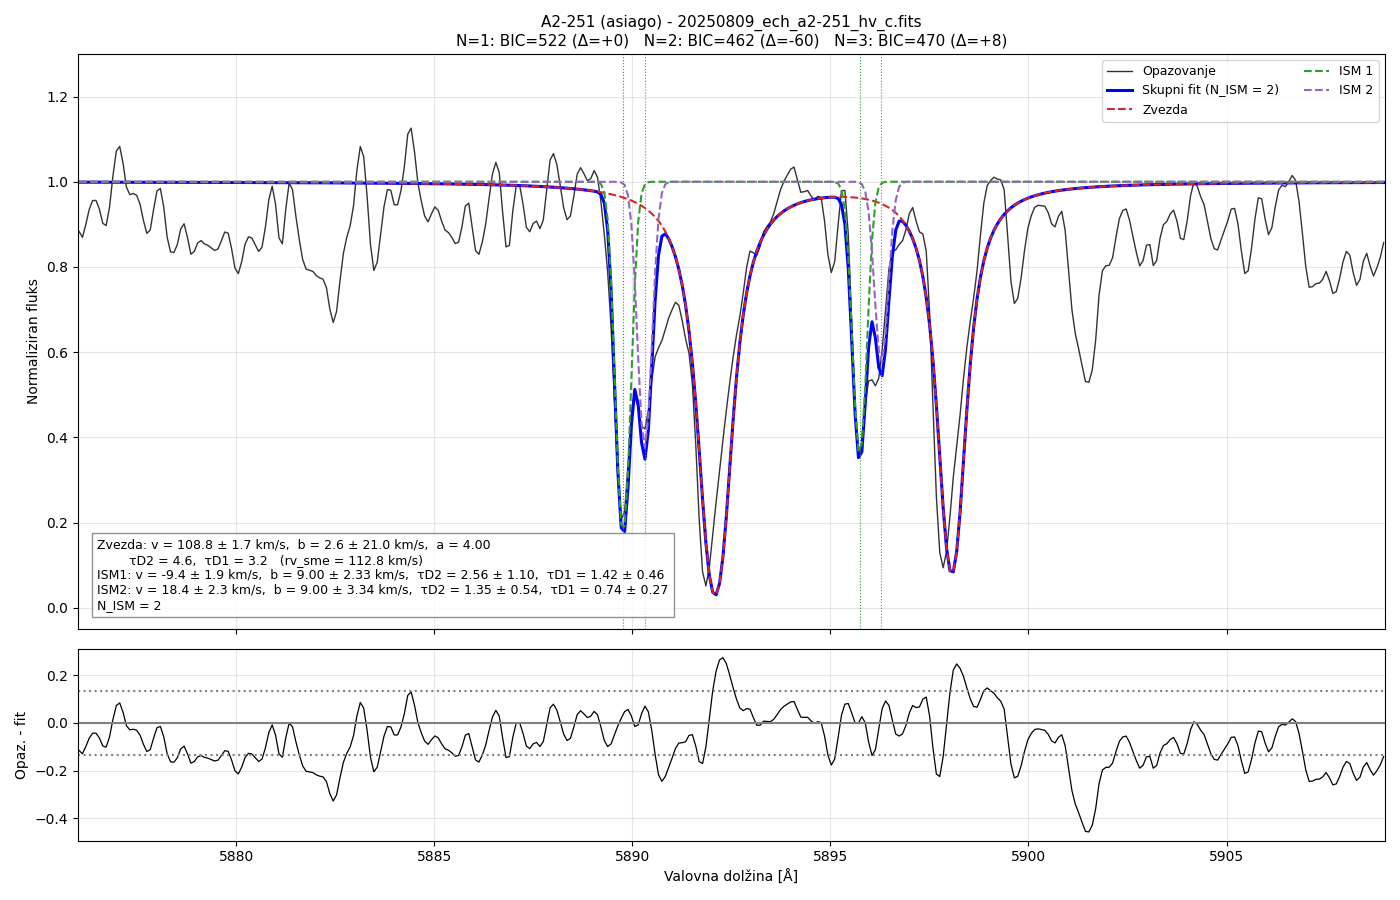 A2-251 (asiago) - 20250809_ech_a2-251_hv_c.fits
N=1: BIC=522 (Δ=+0)   N=2: BIC=462 (Δ=-60)   N=3: BIC=470 (Δ=+8)
Opazovanje
Skupni fit (N_ISM = 2)
Zvezda
ISM 1
ISM 2
Normaliziran fluks
1.2
1.0
0.8
0.6
0.4
0.2
0.0
Zvezda: v = 108.8 ± 1.7 km/s,  b = 2.6 ± 21.0 km/s,  a = 4.00
τD2 = 4.6,  τD1 = 3.2   (rv_sme = 112.8 km/s)
ISM1: v = -9.4 ± 1.9 km/s,  b = 9.00 ± 2.33 km/s,  τD2 = 2.56 ± 1.10,  τD1 = 1.42 ± 0.46
ISM2: v = 18.4 ± 2.3 km/s,  b = 9.00 ± 3.34 km/s,  τD2 = 1.35 ± 0.54,  τD1 = 0.74 ± 0.27
N_ISM = 2
Opaz. - fit
0.2
0.0
−0.2
−0.4
5880
5885
5890
5895
5900
5905
Valovna dolžina [Å]